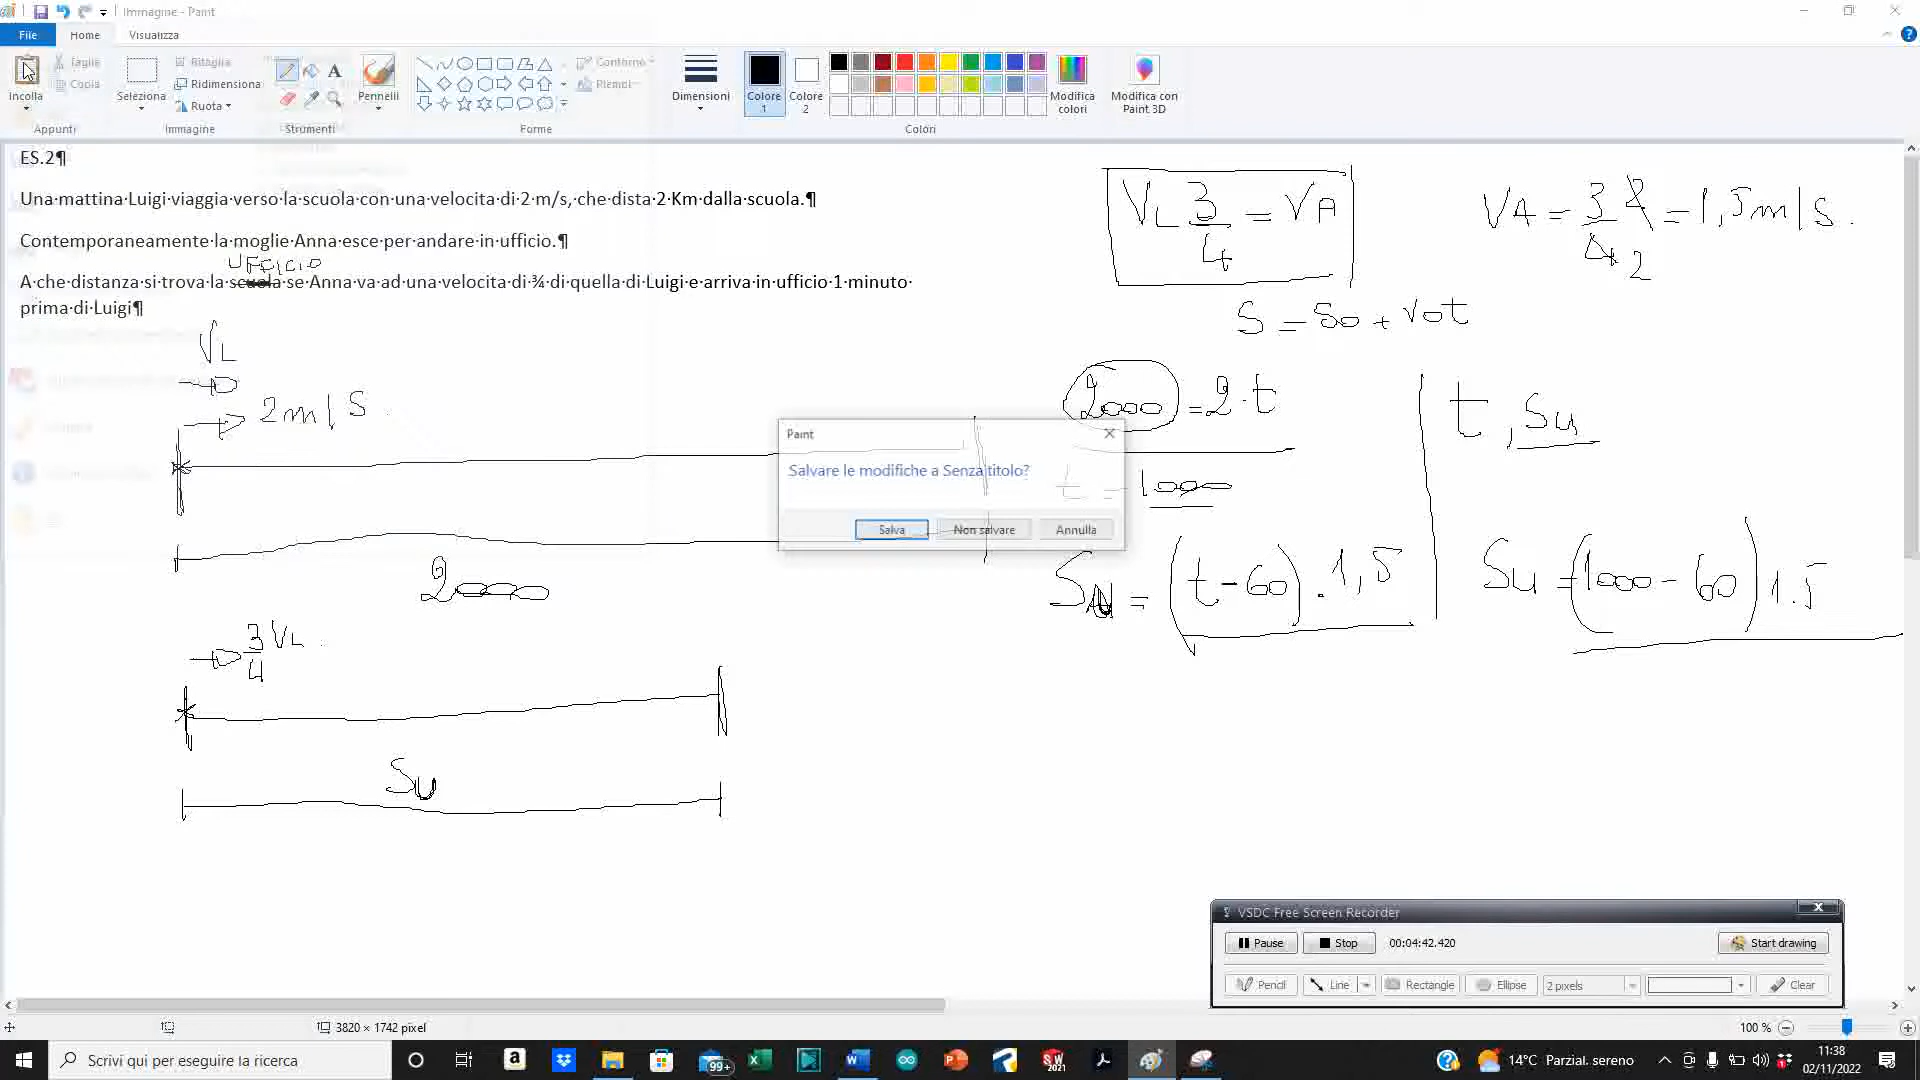 Immagine - Paint
File
Home
Visualizza
Incolla
Taglia
Copia
Appunti
Seleziona
Ritaglia
Ridimensiona
Ruota
Immagine
Strumenti
Pennelli
Contorno
Riempi
Forme
Dimensioni
Colore 1
Colore 2
Modifica colori
Modifica con Paint 3D
Colori
ES.2¶
Una·mattina·Luigi·viaggia·verso·la·scuola·con·una·velocita·di·2·m/s,·che·dista·2·Km·dalla·scuola.¶
Contemporaneamente·la·moglie·Anna·esce·per·andare·in·ufficio.¶
UFFICIO
A·che·distanza·si·trova·la·scuola·se·Anna·va·ad·una·velocita·di·¾·di·quella·di·Luigi·e·arriva·in·ufficio·1·minuto·
prima·di·Luigi¶
VL 3/4 = VA
VA = 3/4 2 = 1,5 m/s.
2
S = So + Vot
VL
2 m/s.
2000 = 2·t
t, Su
t = 1000
Su = (t - 60) . 1,5
Su = (1000 - 60) 1.5
2000
3/4 VL.
Su
Paint
Salvare le modifiche a Senza titolo?
Salva
Non salvare
Annulla
VSDC Free Screen Recorder
Pause
Stop
00:04:42.420
Start drawing
Pencil
Line
Rectangle
Ellipse
2 pixels
Clear
3820 × 1742 pixel
100 %
Scrivi qui per eseguire la ricerca
99+
SW
2021
14°C Parzial. sereno
11:38
02/11/2022